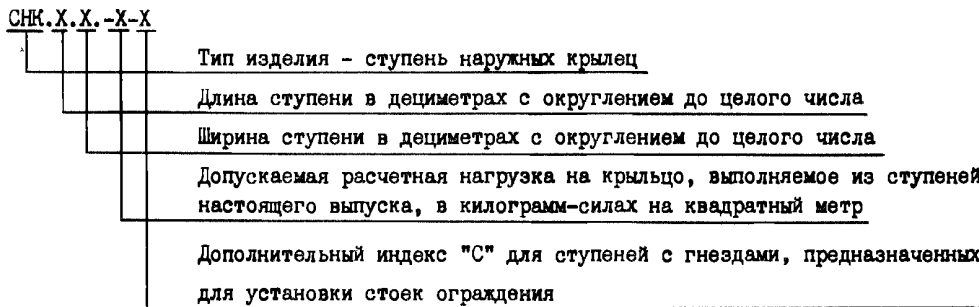 СНК.Х.Х.-Х-Х
Тип изделия - ступень наружных крылец
Длина ступени в дециметрах с округлением до целого числа
Ширина ступени в дециметрах с округлением до целого числа
Допускаемая расчетная нагрузка на крыльцо, выполняемое из ступеней
настоящего выпуска, в килограмм-силах на квадратный метр
Дополнительный индекс "С" для ступеней с гнездами, предназначенных
для установки стоек ограждения